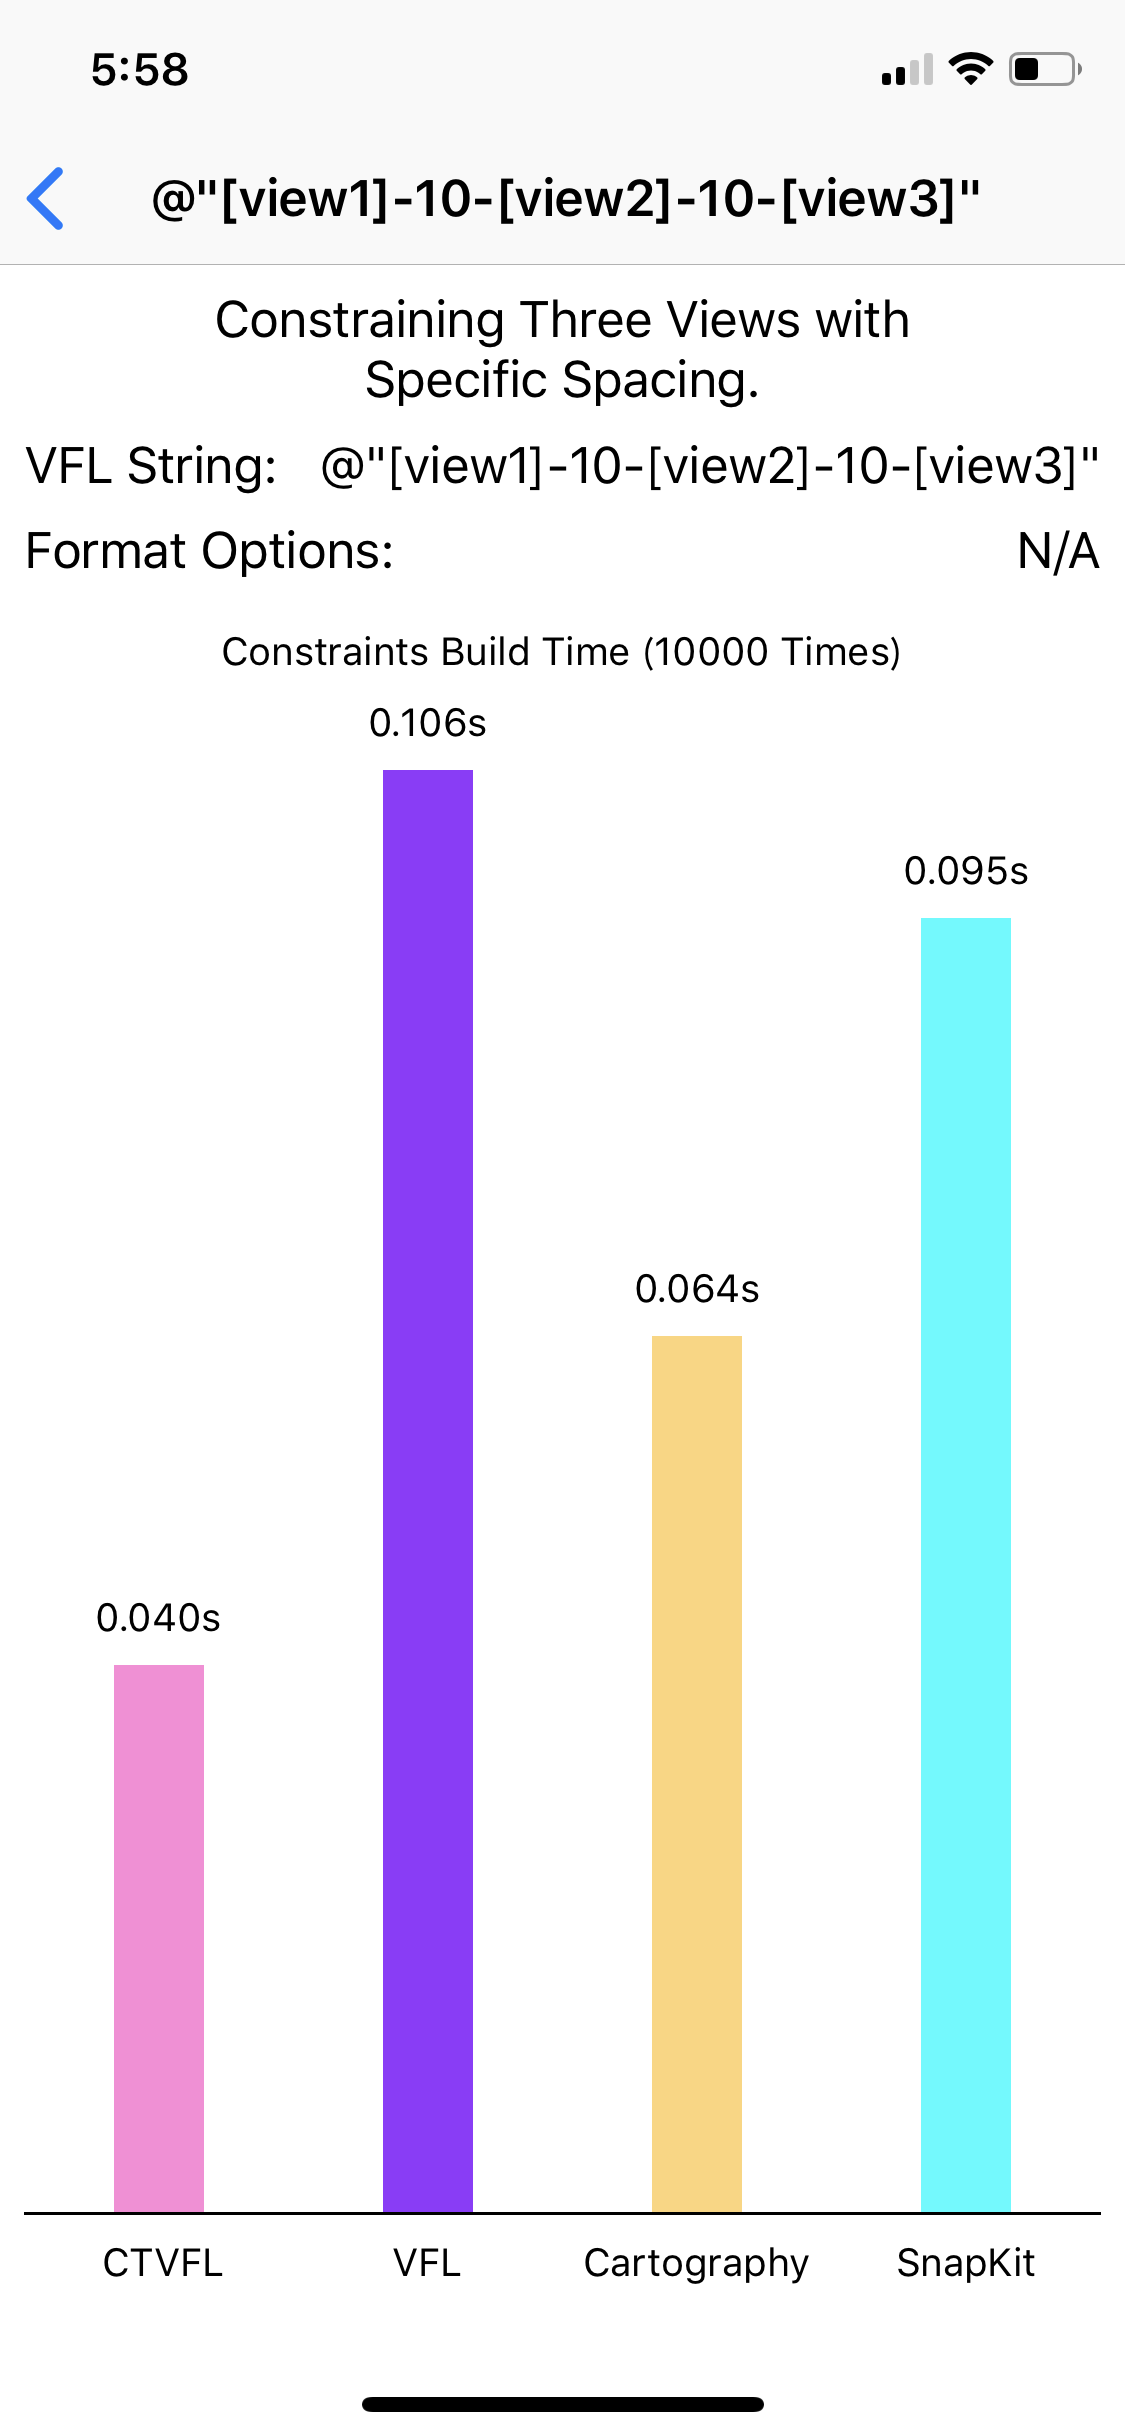 5:58
@"[view1]-10-[view2]-10-[view3]"
Constraining Three Views with
Specific Spacing.
VFL String: @"[view1]-10-[view2]-10-[view3]"
Format Options: N/A
Constraints Build Time (10000 Times)
0.106s
0.095s
0.064s
0.040s
CTVFL VFL Cartography SnapKit